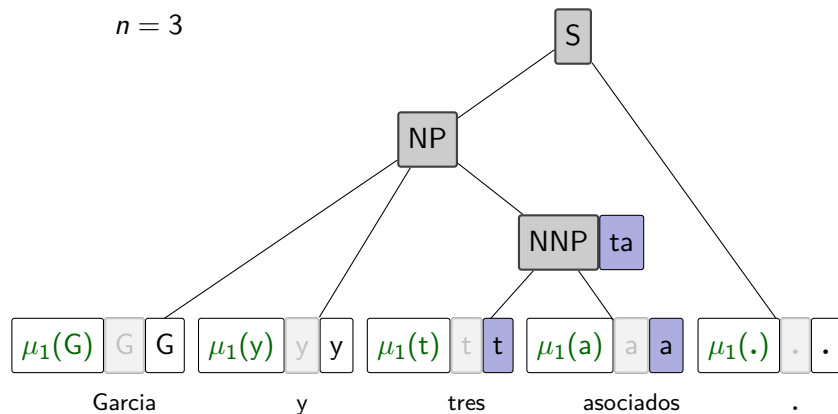 n = 3
S
NP
NNP ta
μ₁(G) G G μ₁(y) y y μ₁(t) t t μ₁(a) a a μ₁(.) . .
Garcia y tres asociados .